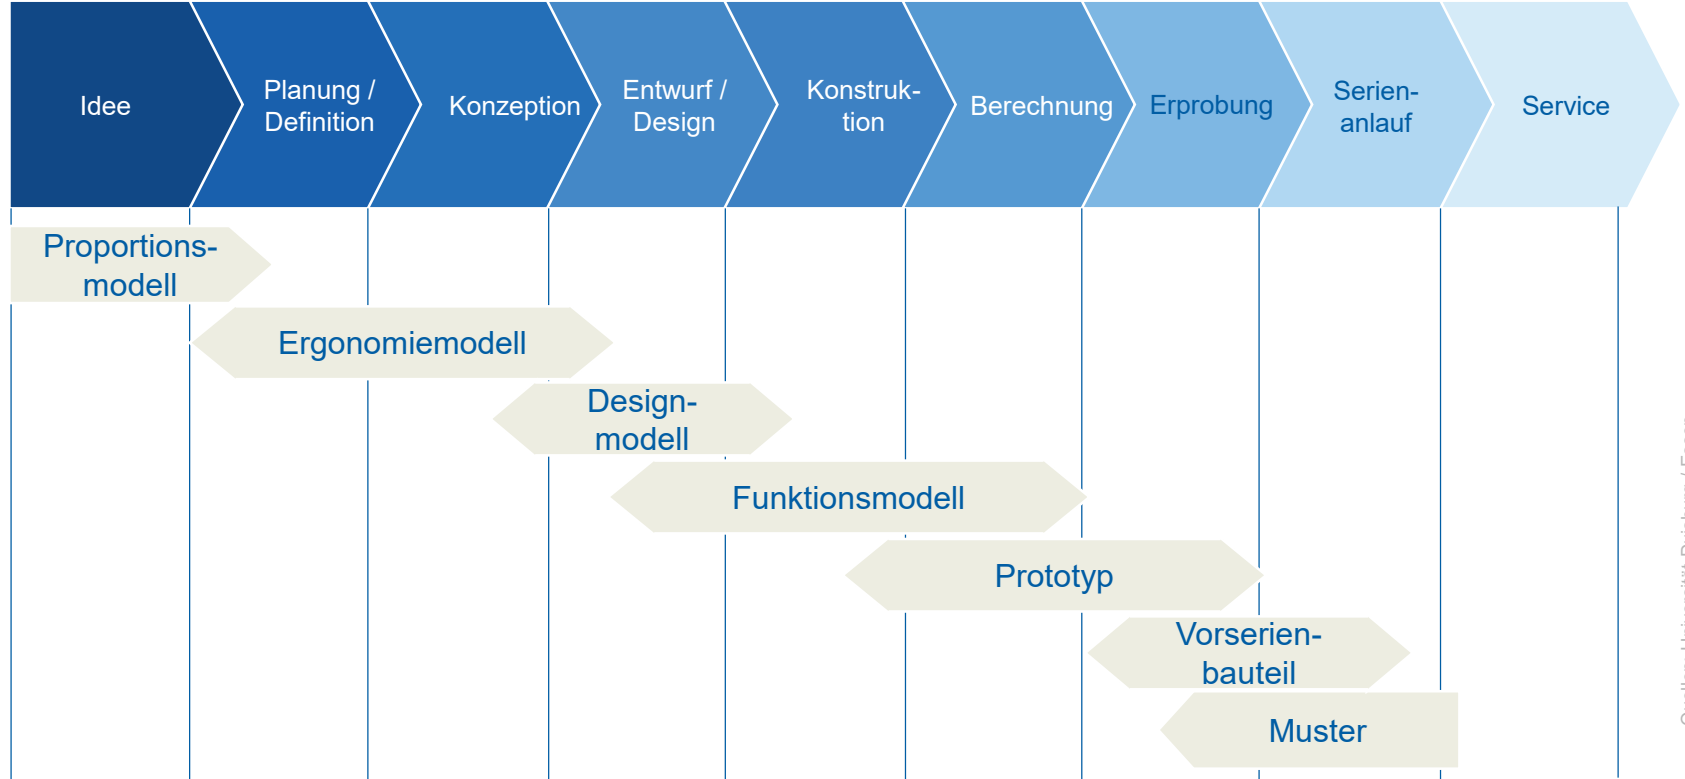 Idee
Planung /
Definition
Konzeption
Entwurf /
Design
Konstruk-
tion
Berechnung
Erprobung
Serien-
anlauf
Service
Proportions-
modell
Ergonomiemodell
Design-
modell
Funktionsmodell
Prototyp
Vorserien-
bauteil
Muster